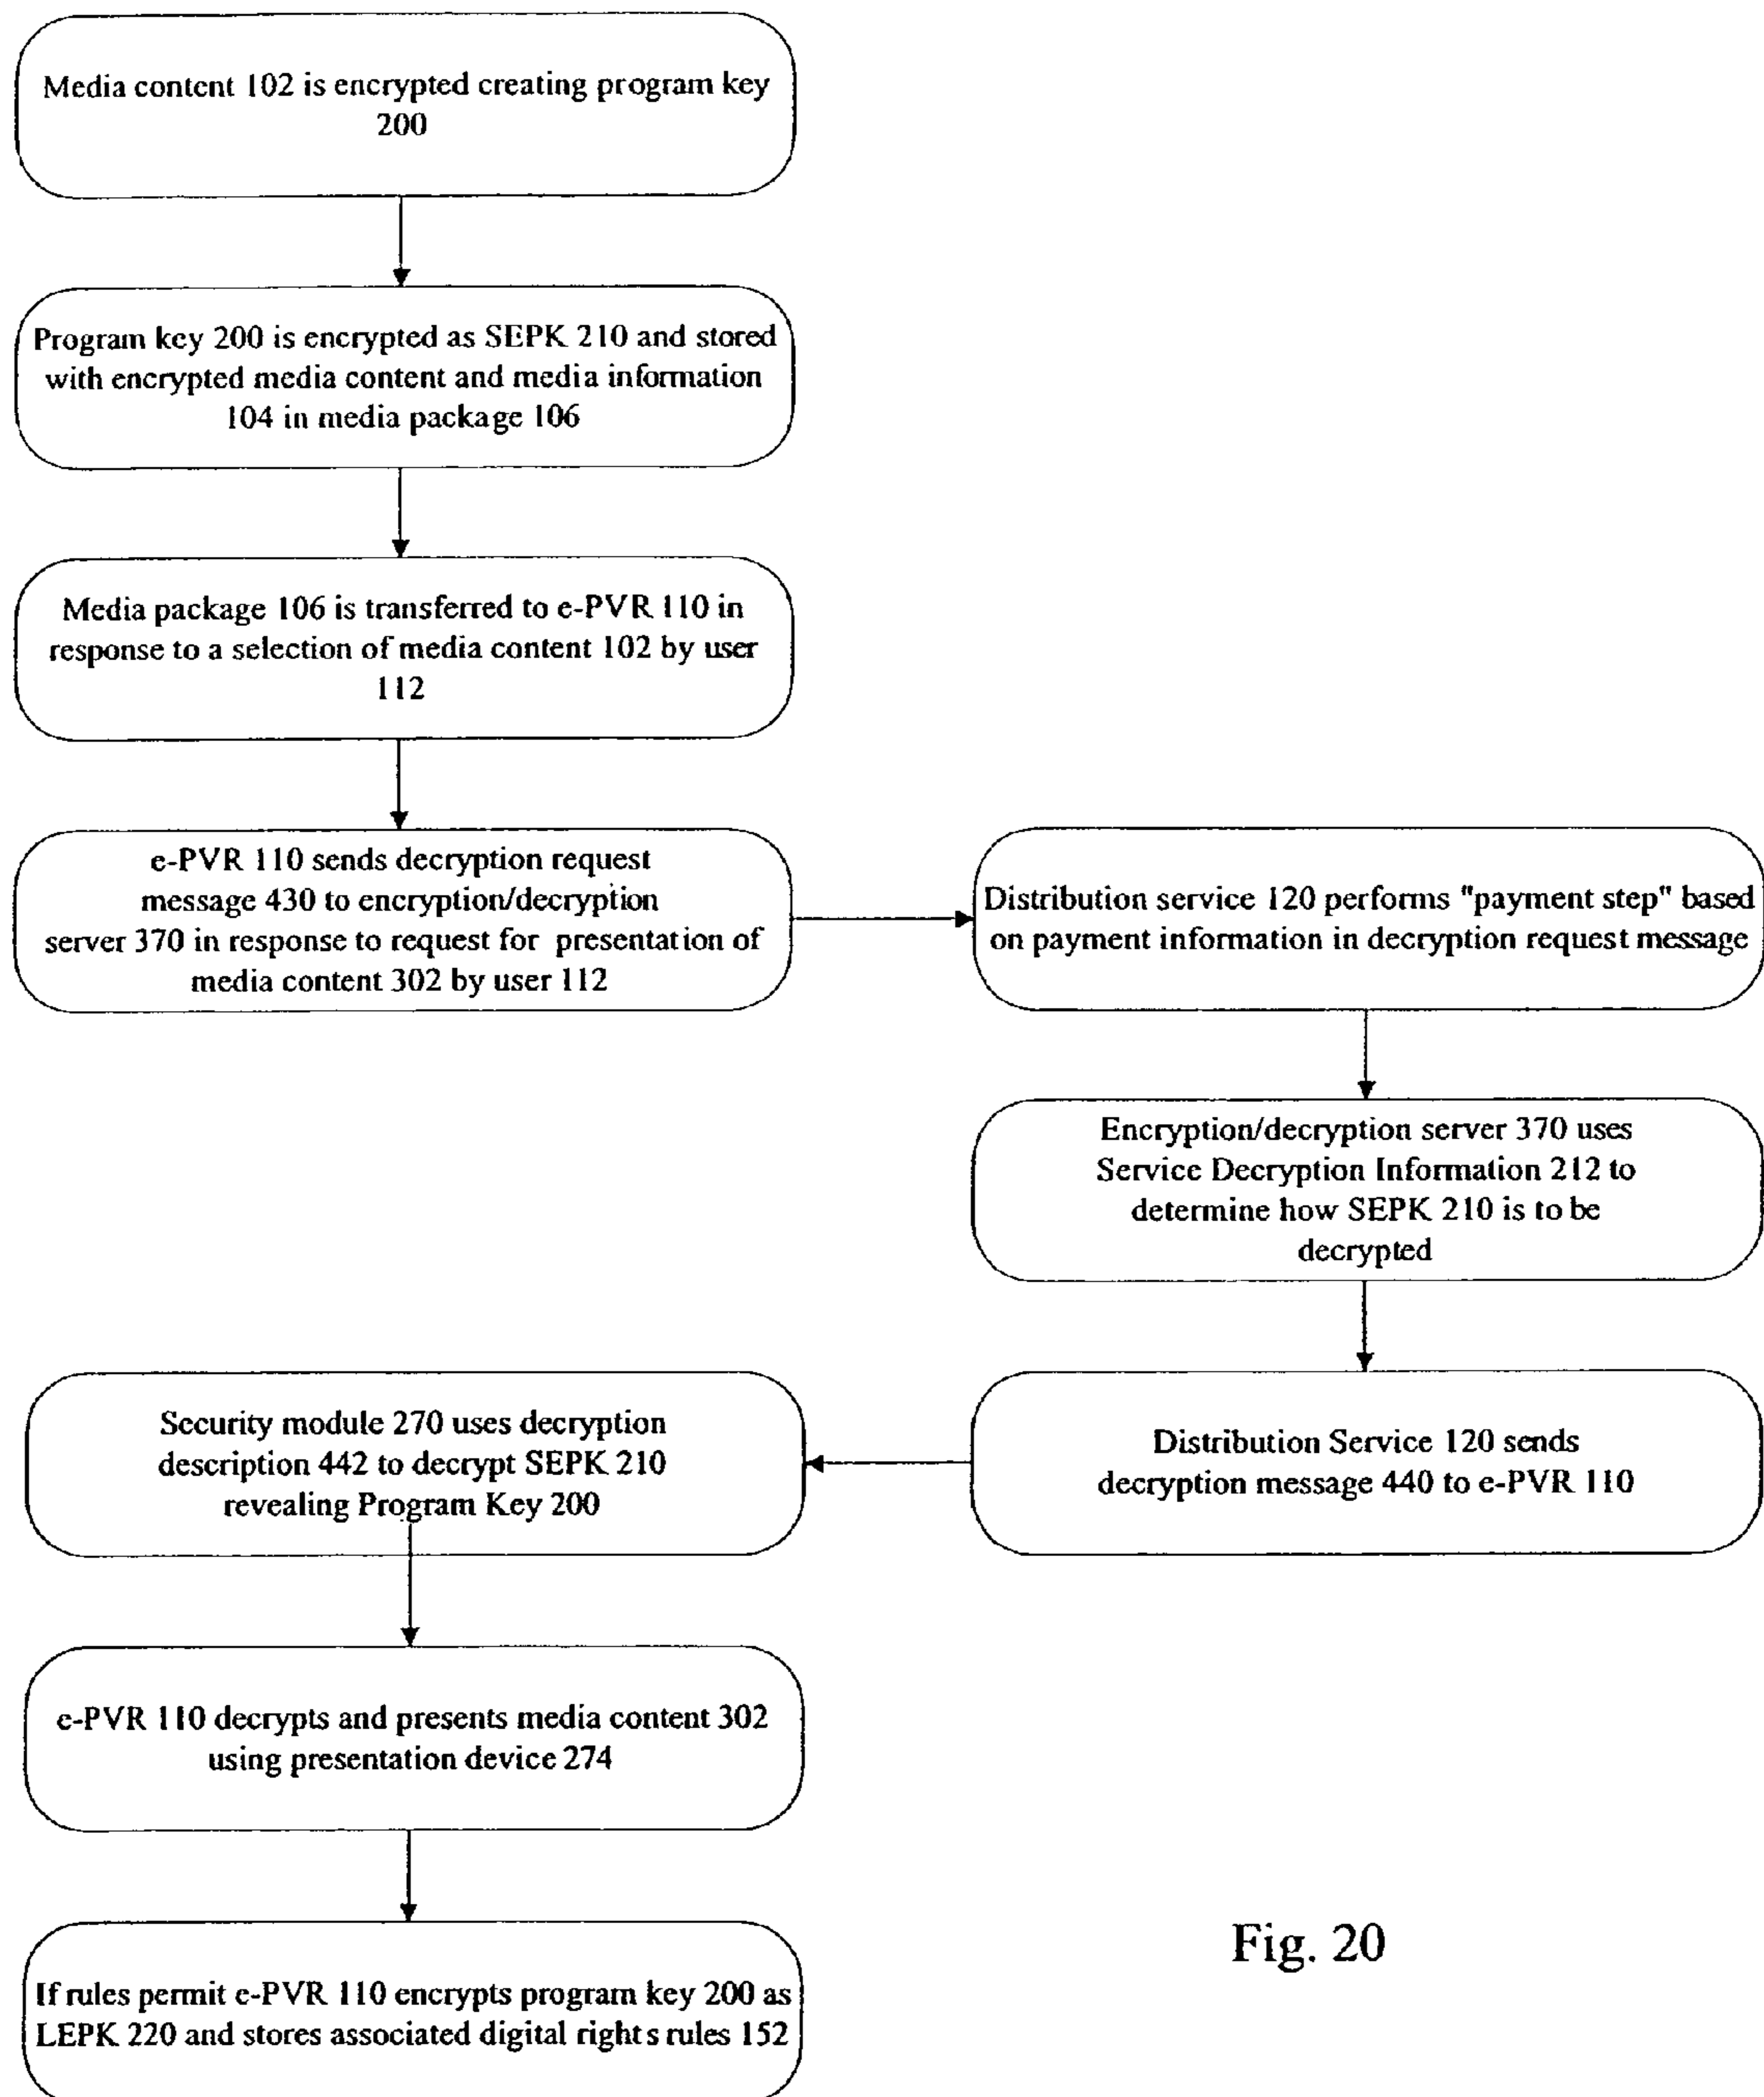 Media content 102 is encrypted creating program key
200
Program key 200 is encrypted as SEPK 210 and stored
with encrypted media content and media information
104 in media package 106
Media package 106 is transferred to e-PVR 110 in
response to a selection of media content 102 by user
112
e-PVR 110 sends decryption request
message 430 to encryption/decryption
server 370 in response to request for presentation of
media content 302 by user 112
Distribution service 120 performs "payment step" based
on payment information in decryption request message
Encryption/decryption server 370 uses
Service Decryption Information 212 to
determine how SEPK 210 is to be
decrypted
Distribution Service 120 sends
decryption message 440 to e-PVR 110
Security module 270 uses decryption
description 442 to decrypt SEPK 210
revealing Program Key 200
e-PVR 110 decrypts and presents media content 302
using presentation device 274
If rules permit e-PVR 110 encrypts program key 200 as
LEPK 220 and stores associated digital rights rules 152
Fig. 20